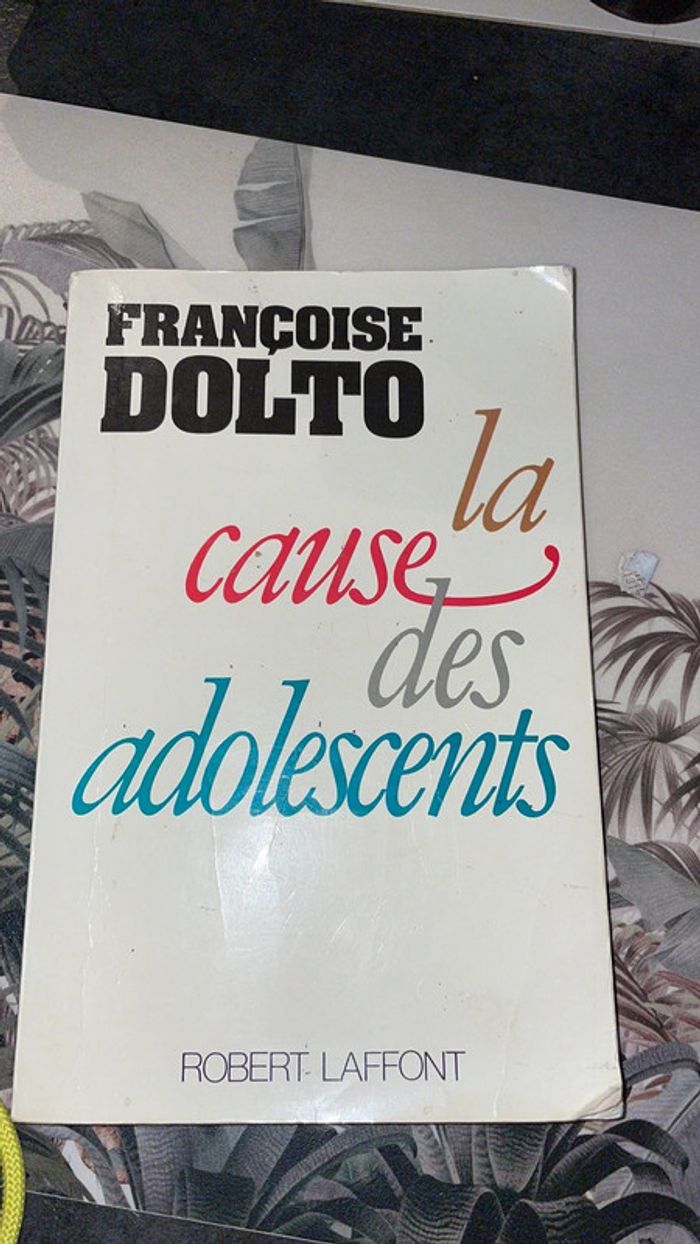 FRANÇOISE
DOLTO
la
cause
des
adolescents
ROBERT LAFFONT